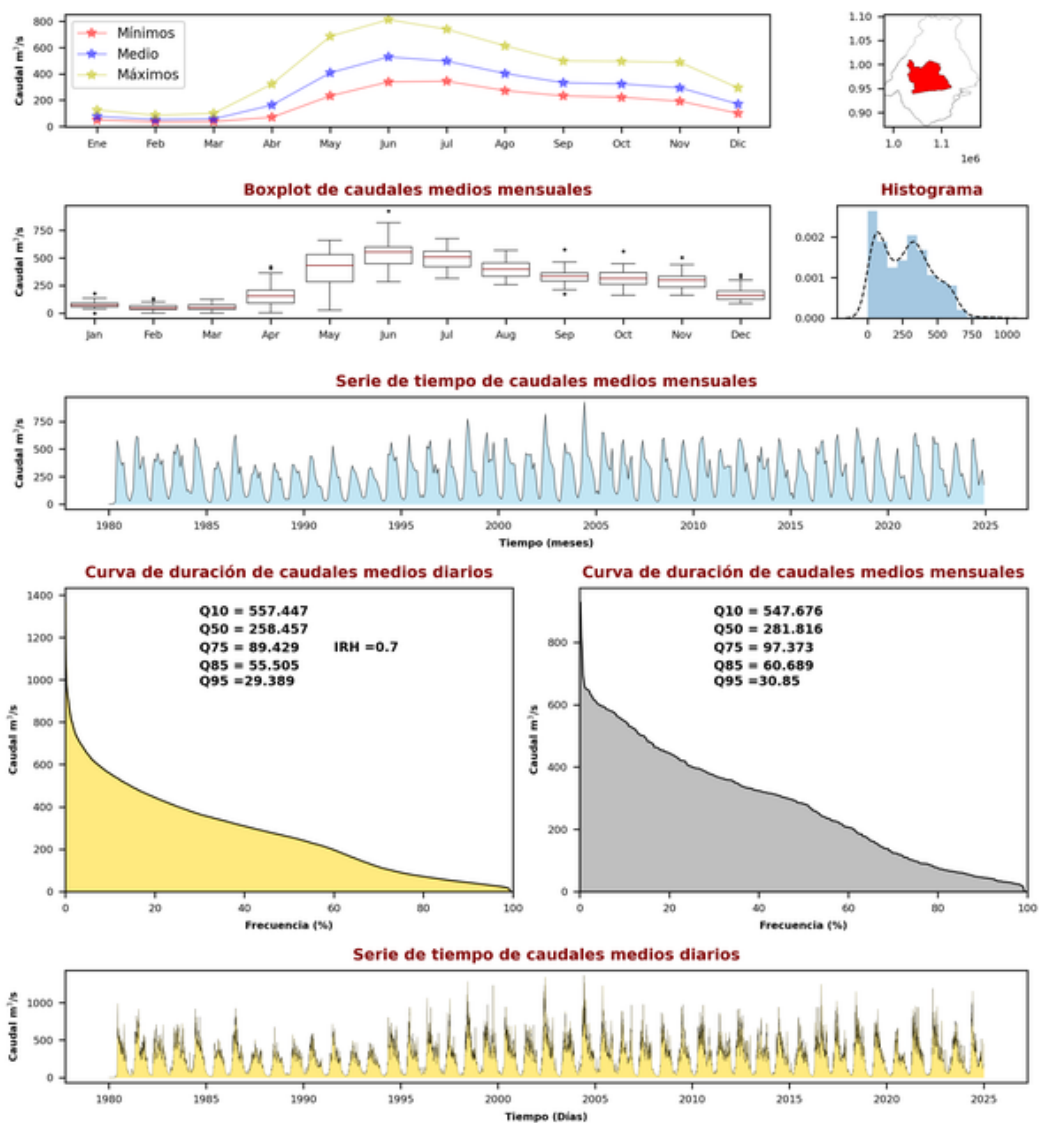 Caudal m³/s
800
600
400
200
0
Mínimos
Medio
Máximos
Ene Feb Mar Abr May Jun jul Ago Sep Oct Nov Dic
1.10
1.05
1.00
0.95
0.90
1.0 1.1
1e6
Boxplot de caudales medios mensuales
Caudal m³/s
750
500
250
0
Jan Feb Mar Apr May Jun Jul Aug Sep Oct Nov Dec
Histograma
0.002
0.001
0.000
0 250 500 750 1000
Serie de tiempo de caudales medios mensuales
Caudal m³/s
750
500
250
0
1980 1985 1990 1995 2000 2005 2010 2015 2020 2025
Tiempo (meses)
Curva de duración de caudales medios diarios
Caudal m³/s
1400
1200
1000
800
600
400
200
0
Q10 = 557.447
Q50 = 258.457
Q75 = 89.429 IRH =0.7
Q85 = 55.505
Q95 =29.389
0 20 40 60 80 100
Frecuencia (%)
Curva de duración de caudales medios mensuales
Caudal m³/s
800
600
400
200
0
Q10 = 547.676
Q50 = 281.816
Q75 = 97.373
Q85 = 60.689
Q95 =30.85
0 20 40 60 80 100
Frecuencia (%)
Serie de tiempo de caudales medios diarios
Caudal m³/s
1000
500
0
1980 1985 1990 1995 2000 2005 2010 2015 2020 2025
Tiempo (Días)